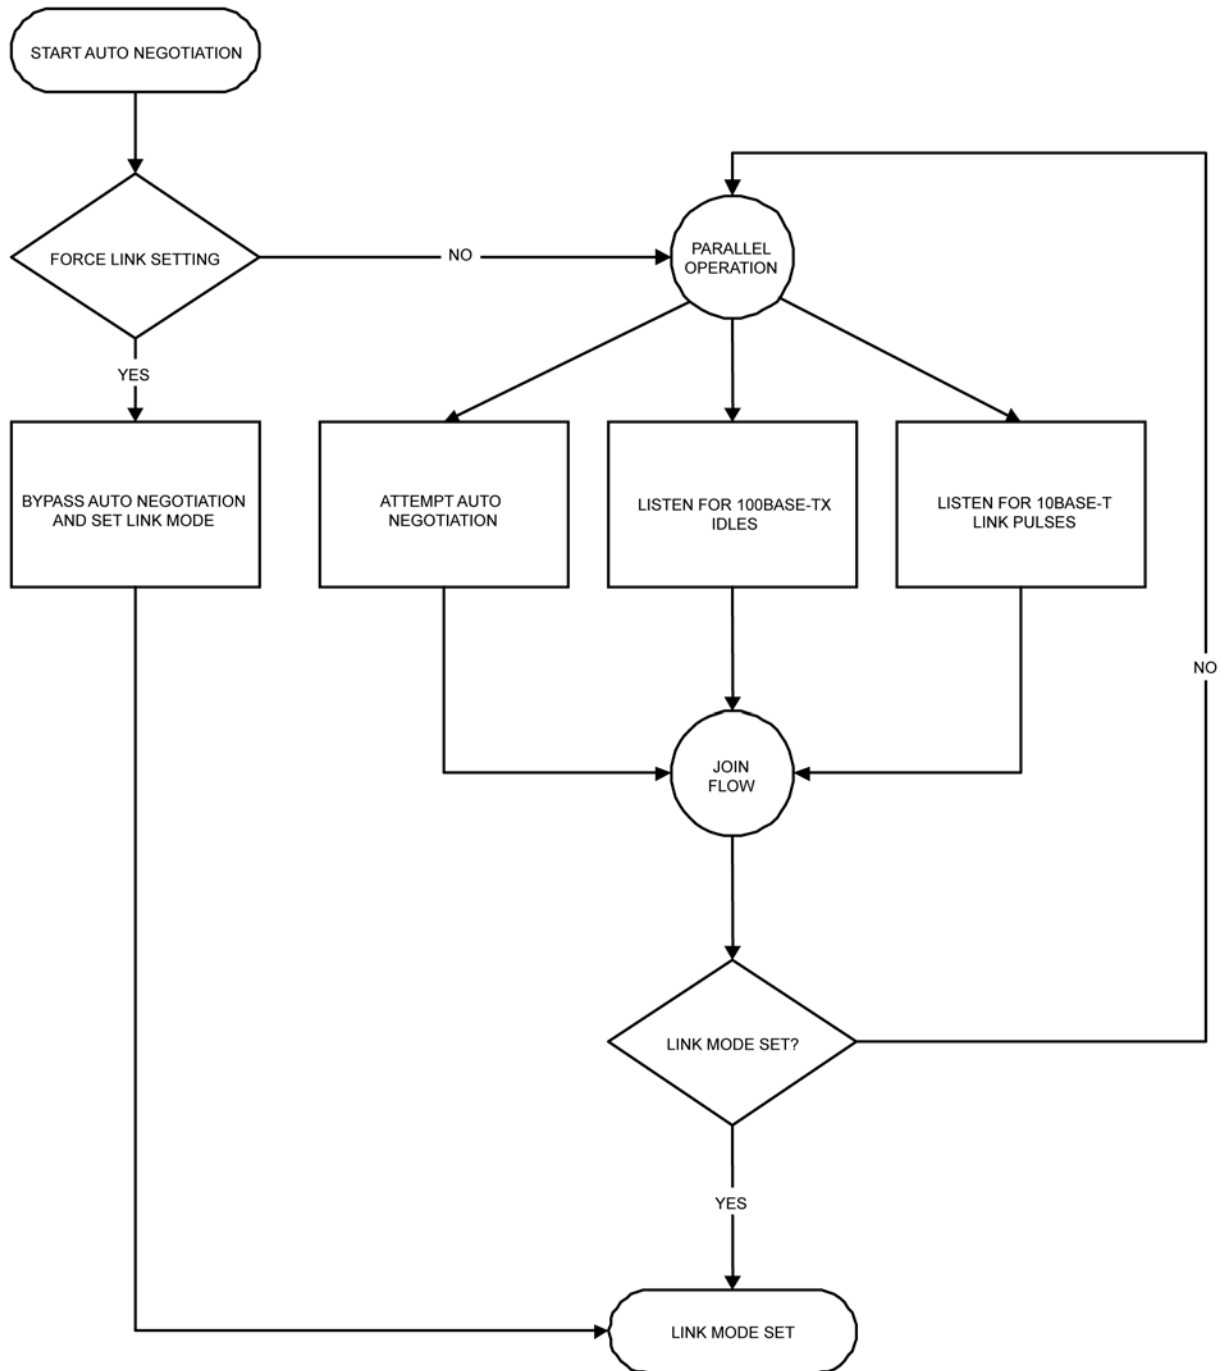 START AUTO NEGOTIATION
FORCE LINK SETTING
NO
PARALLEL
OPERATION
YES
BYPASS AUTO NEGOTIATION
AND SET LINK MODE
ATTEMPT AUTO
NEGOTIATION
LISTEN FOR 100BASE-TX
IDLES
LISTEN FOR 10BASE-T
LINK PULSES
NO
JOIN
FLOW
LINK MODE SET?
YES
LINK MODE SET